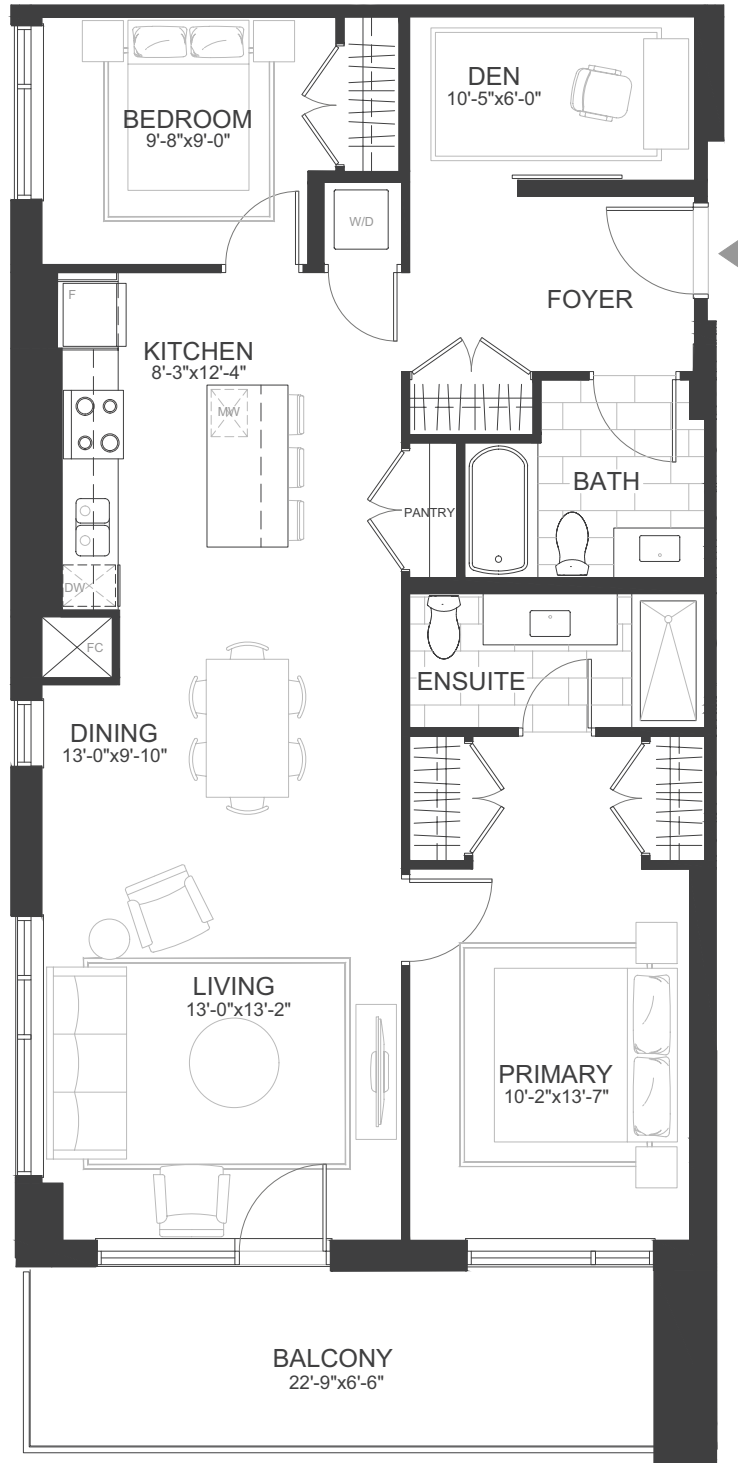 DEN
10'-5"x6'-0"
BEDROOM
9'-8"x9'-0"
W/D
F
FOYER
KITCHEN
8'-3"x12'-4"
MW
BATH
PANTRY
DW
FC
ENSUITE
DINING
13'-0"x9'-10"
LIVING
13'-0"x13'-2"
PRIMARY
10'-2"x13'-7"
BALCONY
22'-9"x6'-6"